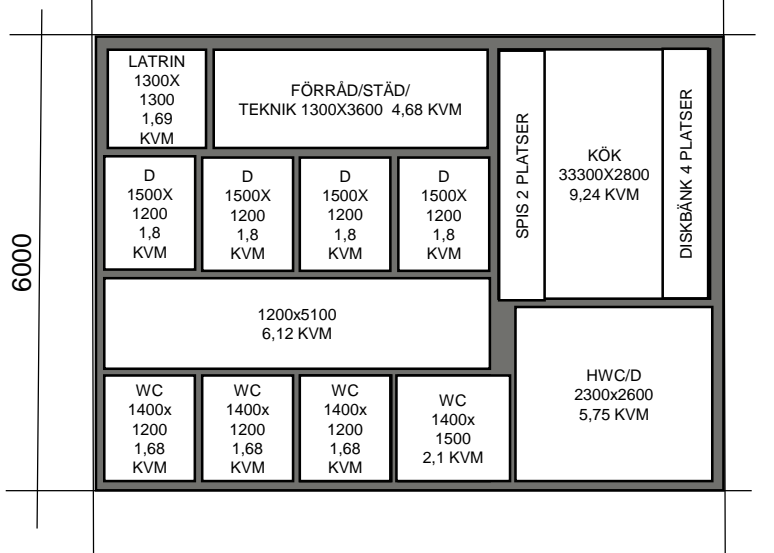 LATRIN
1300X
1300
1,69
KVM
FÖRRÅD/STÄD/
TEKNIK 1300X3600 4,68 KVM
SPIS 2 PLATSER
KÖK
33300X2800
9,24 KVM
DISKBÄNK 4 PLATSER
D
1500X
1200
1,8
KVM
D
1500X
1200
1,8
KVM
D
1500X
1200
1,8
KVM
D
1500X
1200
1,8
KVM
6000
1200x5100
6,12 KVM
WC
1400x
1200
1,68
KVM
WC
1400x
1200
1,68
KVM
WC
1400x
1200
1,68
KVM
WC
1400x
1500
2,1 KVM
HWC/D
2300x2600
5,75 KVM